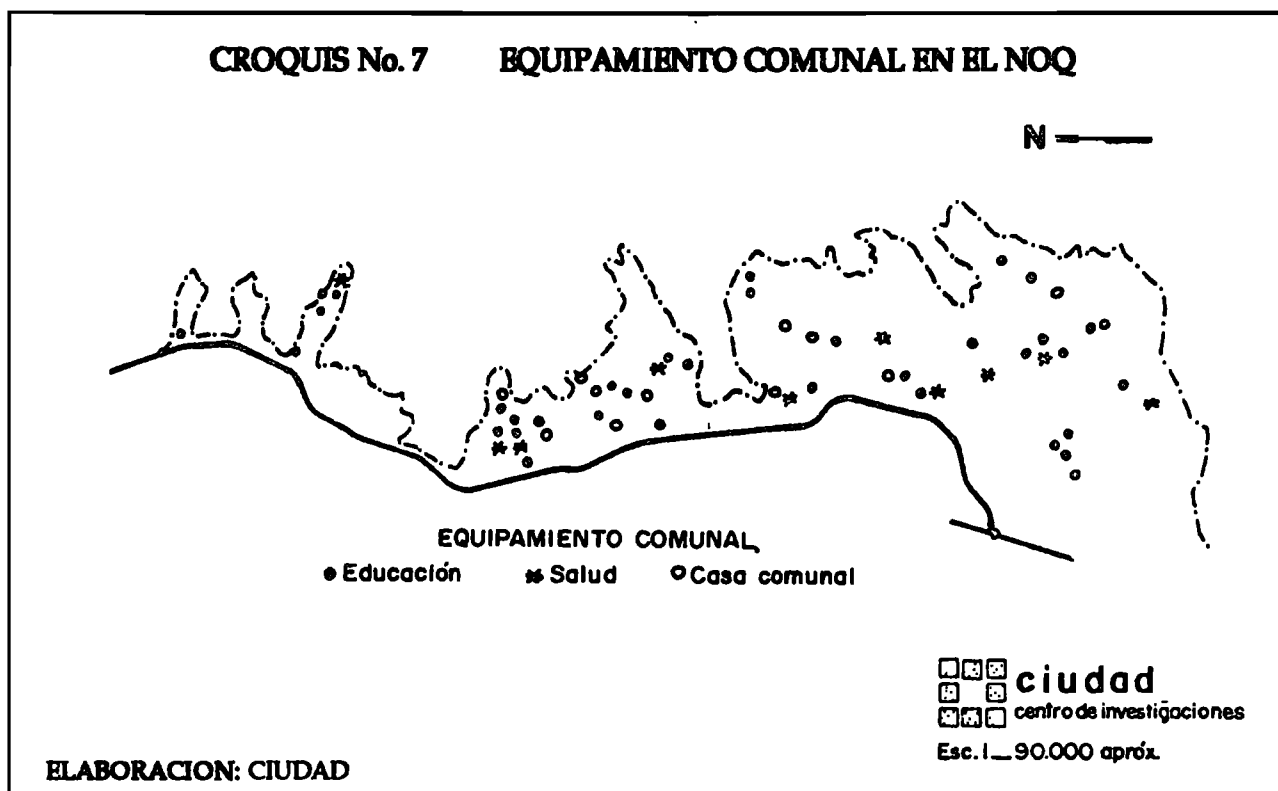 CROQUIS No. 7 EQUIPAMIENTO COMUNAL EN EL NOQ
N
EQUIPAMIENTO COMUNAL
Educación Salud Casa comunal
ciudad
centro de investigaciones
Esc. 1_90.000 apróx.
ELABORACION: CIUDAD